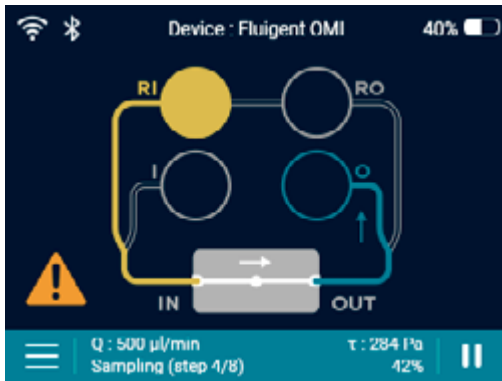 Device : Fluigent OMI
40%
RI
RO
I
O
IN
OUT
Q : 500 µl/min
τ : 284 Pa
Sampling (step 4/8)
42%